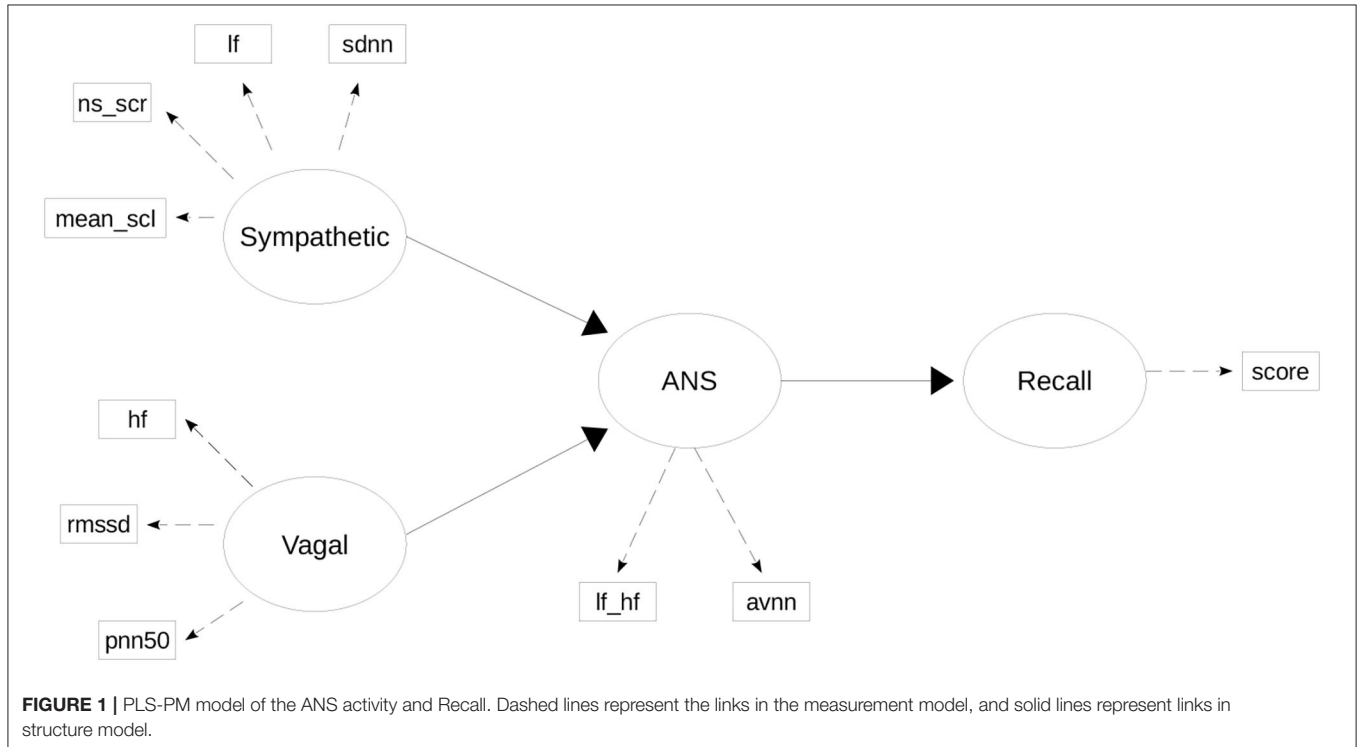 lf
sdnn
ns_scr
mean_scl
Sympathetic
ANS
Recall
score
hf
rmssd
Vagal
pnn50
lf_hf
avnn
FIGURE 1 | PLS-PM model of the ANS activity and Recall. Dashed lines represent the links in the measurement model, and solid lines represent links in
structure model.